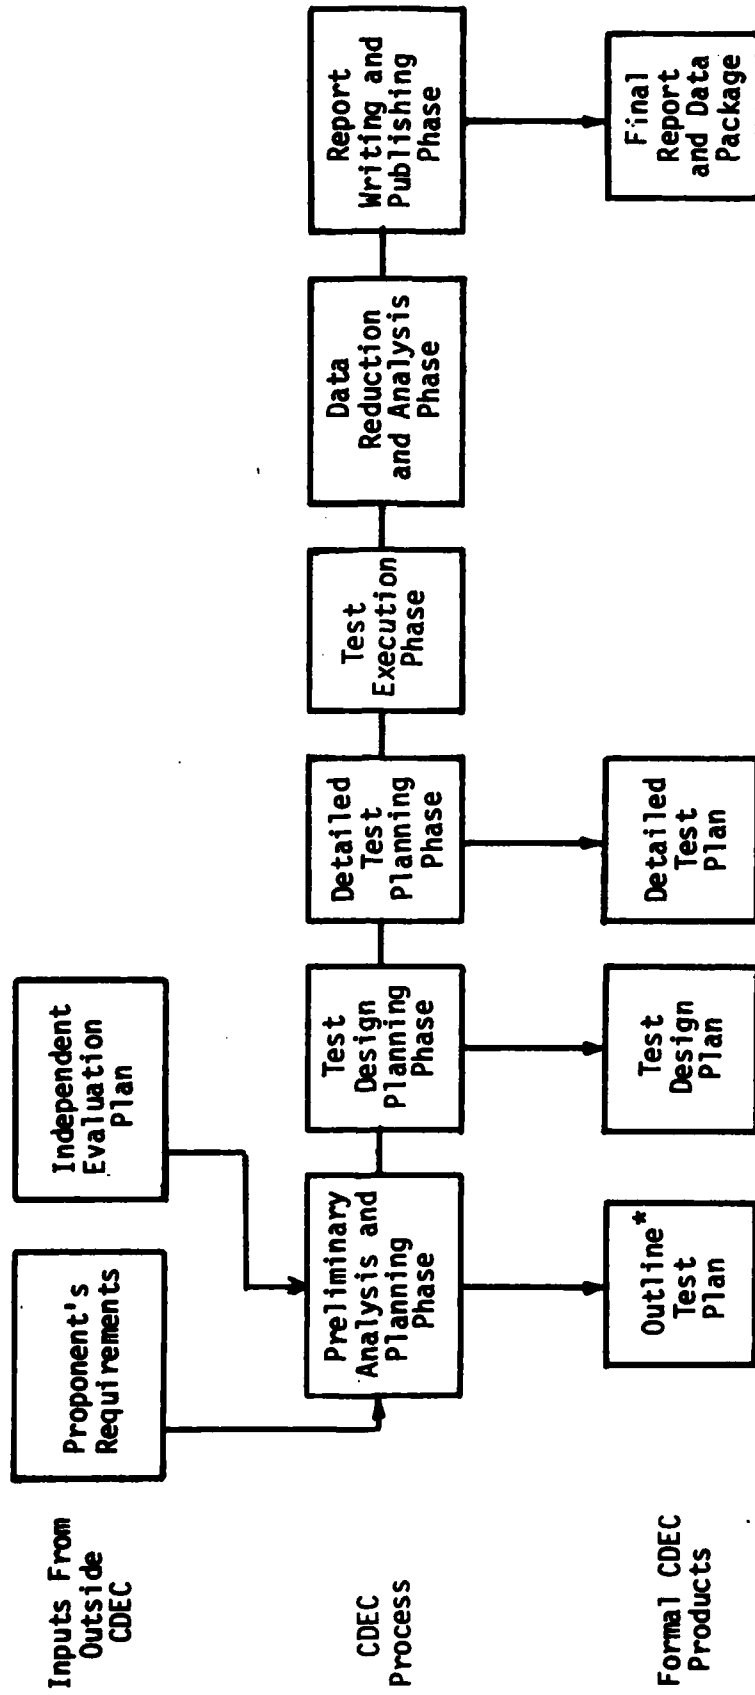 Inputs From
Outside
CDEC
Proponent's
Requirements
Independent
Evaluation
Plan
CDEC
Process
Preliminary
Analysis and
Planning
Phase
Test
Design
Planning
Phase
Detailed
Test
Planning
Phase
Test
Execution
Phase
Data
Reduction
and Analysis
Phase
Report
Writing and
Publishing
Phase
Formal CDEC
Products
Outline*
Test
Plan
Test
Design
Plan
Detailed
Test
Plan
Final
Report
and Data
Package